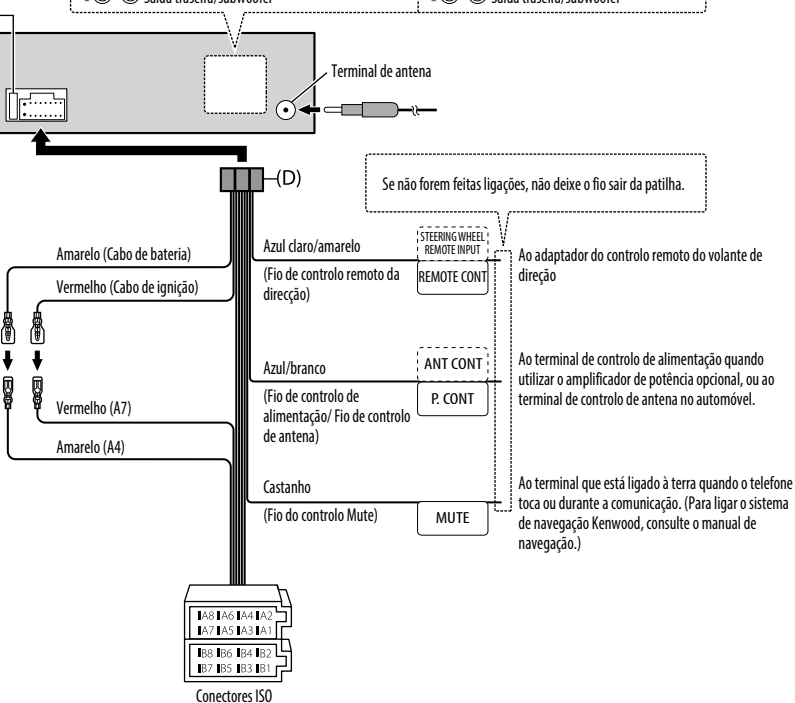 Saída traseira/subwoofer
Saída traseira/subwoofer
Terminal de antena
(D)
Se não forem feitas ligações, não deixe o fio sair da patilha.
Amarelo (Cabo de bateria)
Vermelho (Cabo de ignição)
Azul claro/amarelo
(Fio de controlo remoto da
direcção)
STEERING WHEEL
REMOTE INPUT
REMOTE CONT
Ao adaptador do controlo remoto do volante de
direção
Azul/branco
(Fio de controlo de
alimentação/ Fio de controlo
de antena)
ANT CONT
P. CONT
Ao terminal de controlo de alimentação quando
utilizar o amplificador de potência opcional, ou ao
terminal de controlo de antena no automóvel.
Vermelho (A7)
Amarelo (A4)
Castanho
(Fio do controlo Mute)
MUTE
Ao terminal que está ligado à terra quando o telefone
toca ou durante a comunicação. (Para ligar o sistema
de navegação Kenwood, consulte o manual de
navegação.)
A8 A6 A4 A2
A7 A5 A3 A1
B8 B6 B4 B2
B7 B5 B3 B1
Conectores ISO